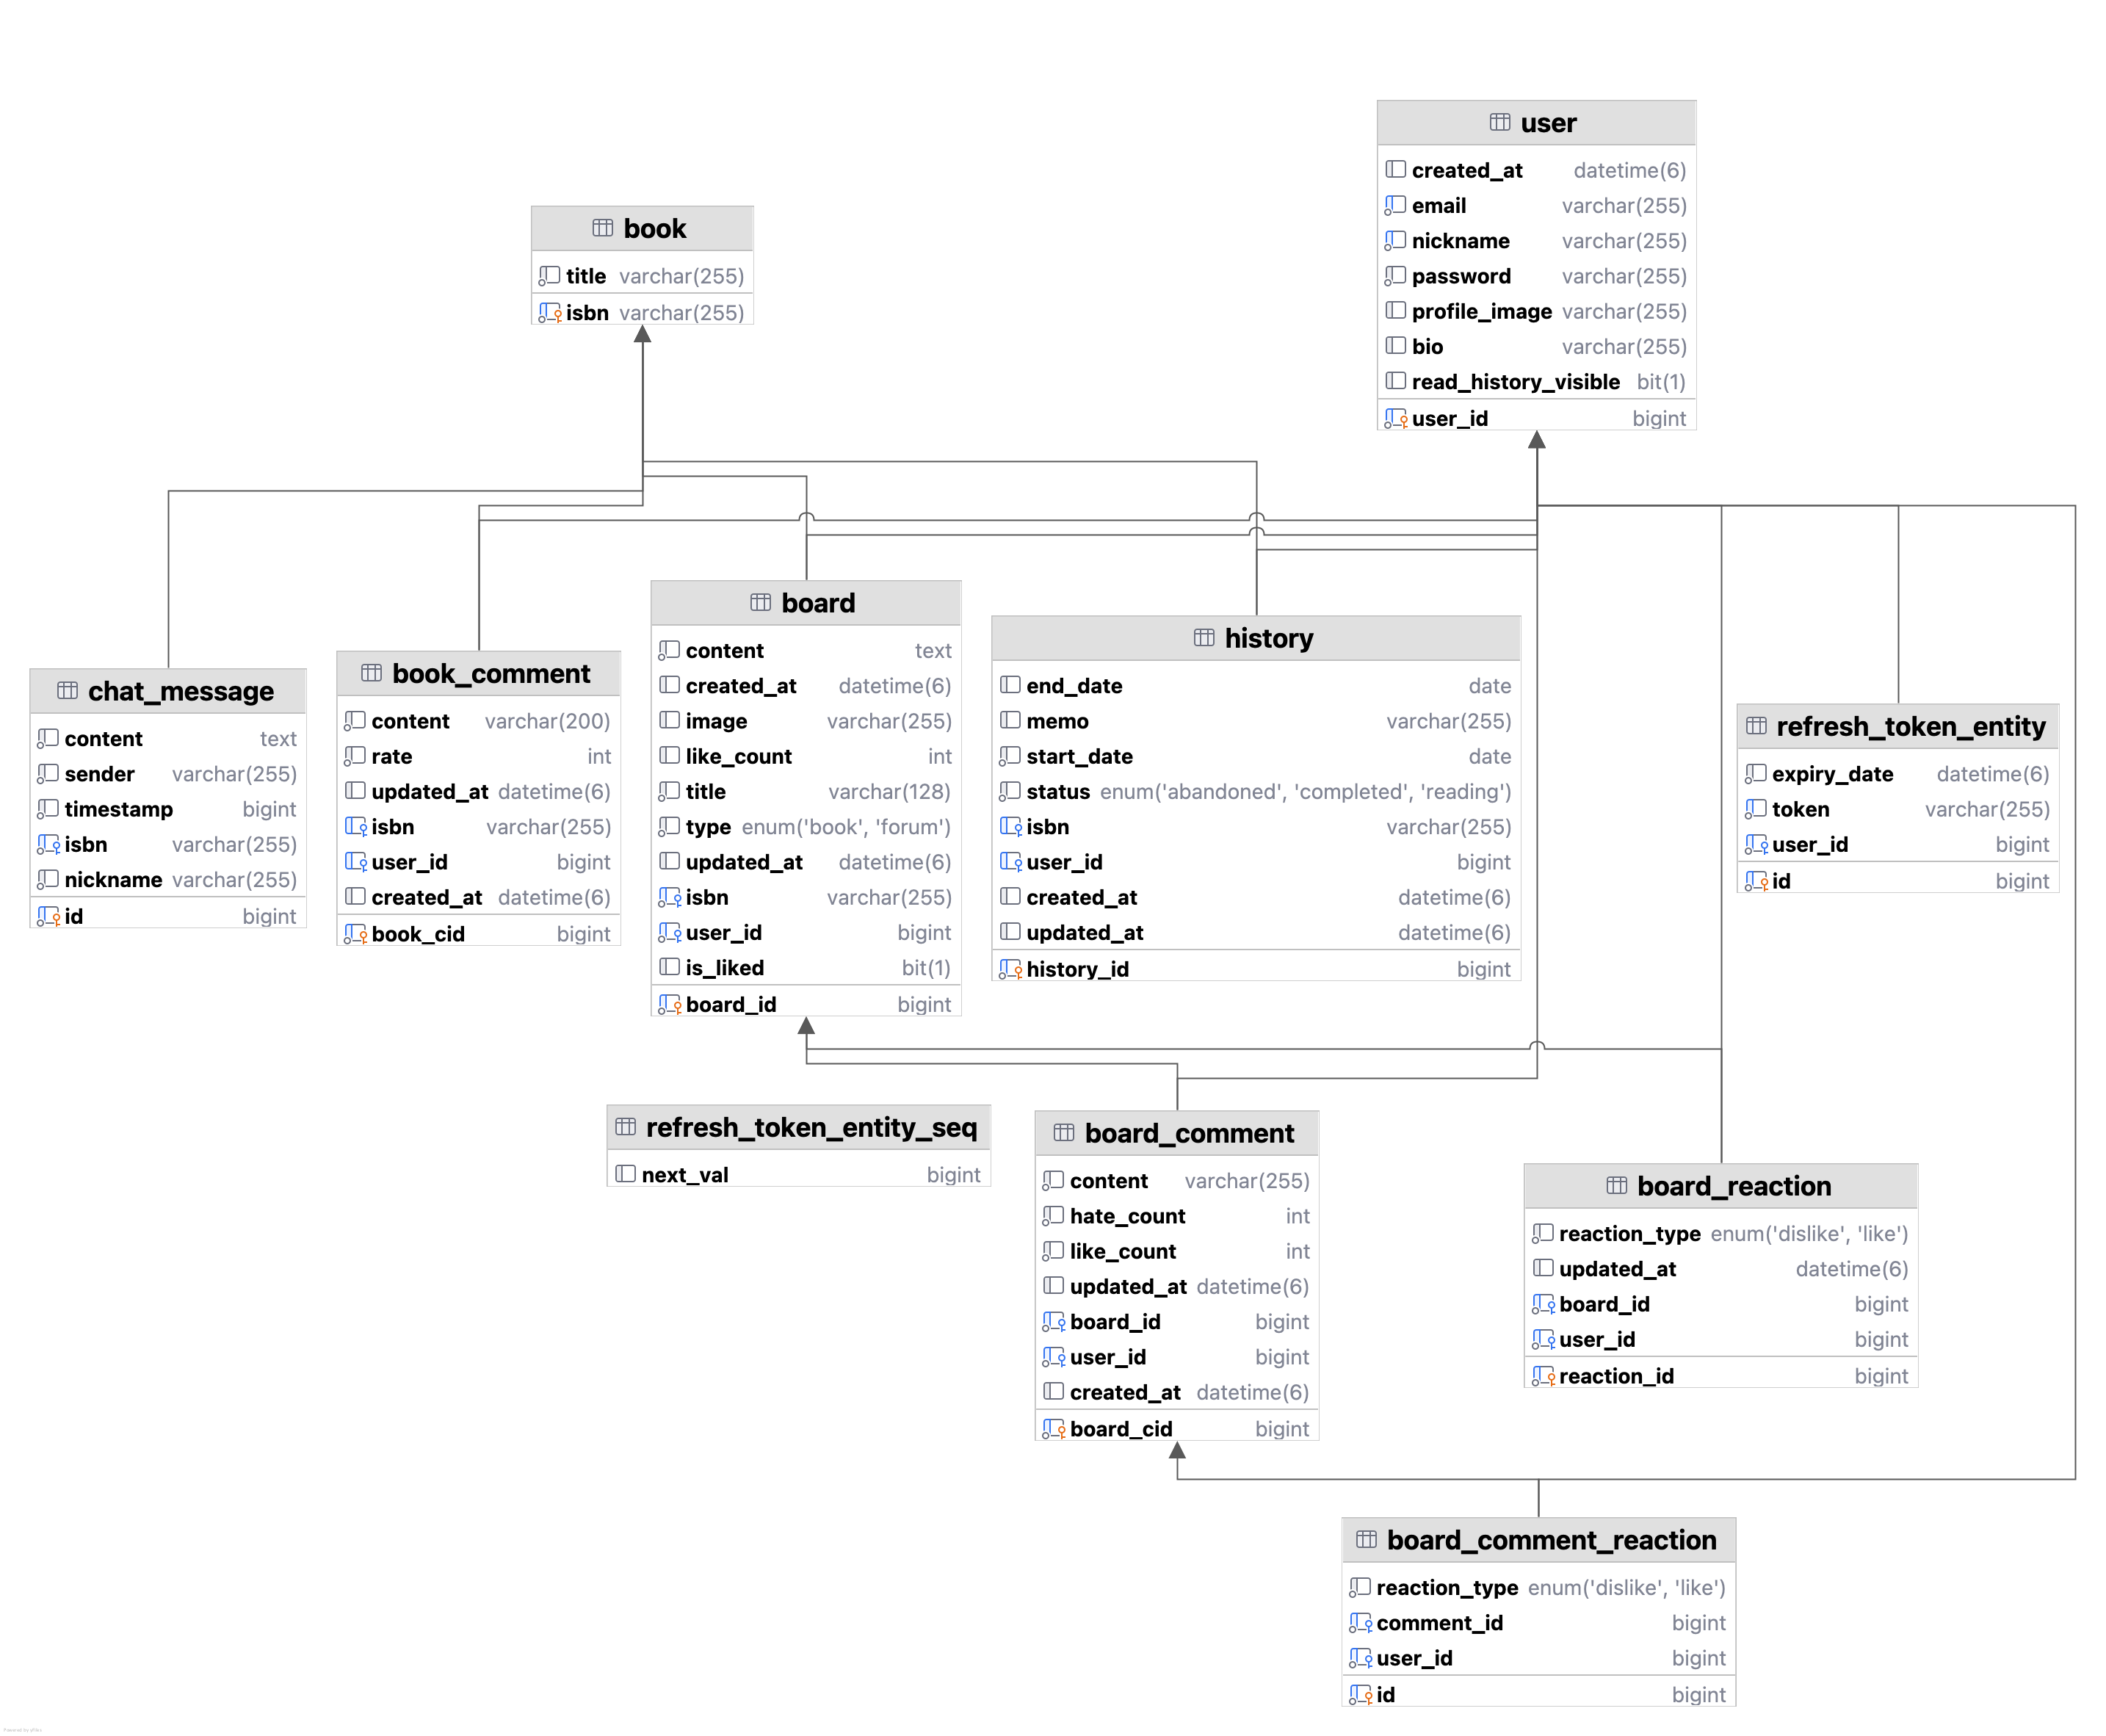 user
created_at datetime(6)
email varchar(255)
nickname varchar(255)
password varchar(255)
profile_image varchar(255)
bio varchar(255)
read_history_visible bit(1)
user_id bigint
book
title varchar(255)
isbn varchar(255)
chat_message
content text
sender varchar(255)
timestamp bigint
isbn varchar(255)
nickname varchar(255)
id bigint
book_comment
content varchar(200)
rate int
updated_at datetime(6)
isbn varchar(255)
user_id bigint
created_at datetime(6)
book_cid bigint
board
content text
created_at datetime(6)
image varchar(255)
like_count int
title varchar(128)
type enum('book', 'forum')
updated_at datetime(6)
isbn varchar(255)
user_id bigint
is_liked bit(1)
board_id bigint
history
end_date date
memo varchar(255)
start_date date
status enum('abandoned', 'completed', 'reading')
isbn varchar(255)
user_id bigint
created_at datetime(6)
updated_at datetime(6)
history_id bigint
refresh_token_entity
expiry_date datetime(6)
token varchar(255)
user_id bigint
id bigint
refresh_token_entity_seq
next_val bigint
board_comment
content varchar(255)
hate_count int
like_count int
updated_at datetime(6)
board_id bigint
user_id bigint
created_at datetime(6)
board_cid bigint
board_reaction
reaction_type enum('dislike', 'like')
updated_at datetime(6)
board_id bigint
user_id bigint
reaction_id bigint
board_comment_reaction
reaction_type enum('dislike', 'like')
comment_id bigint
user_id bigint
id bigint
Powered by yFiles